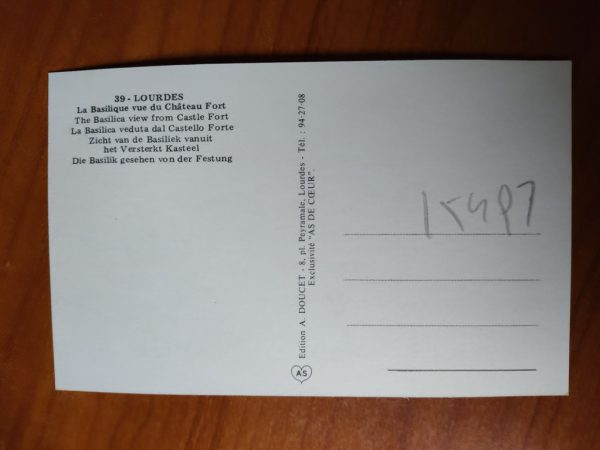 39 - LOURDES
La Basilique vue du Château Fort
The Basilica view from Castle Fort
La Basilica veduta dal Castello Forte
Zicht van de Basiliek vanuit
het Versterkt Kasteel
Die Basilik gesehen von der Festung
Edition A. DOUCET - 8, pl. Peyramale, Lourdes - Tél. : 94-27-08
Exclusivité "AS DE CŒUR".
AS